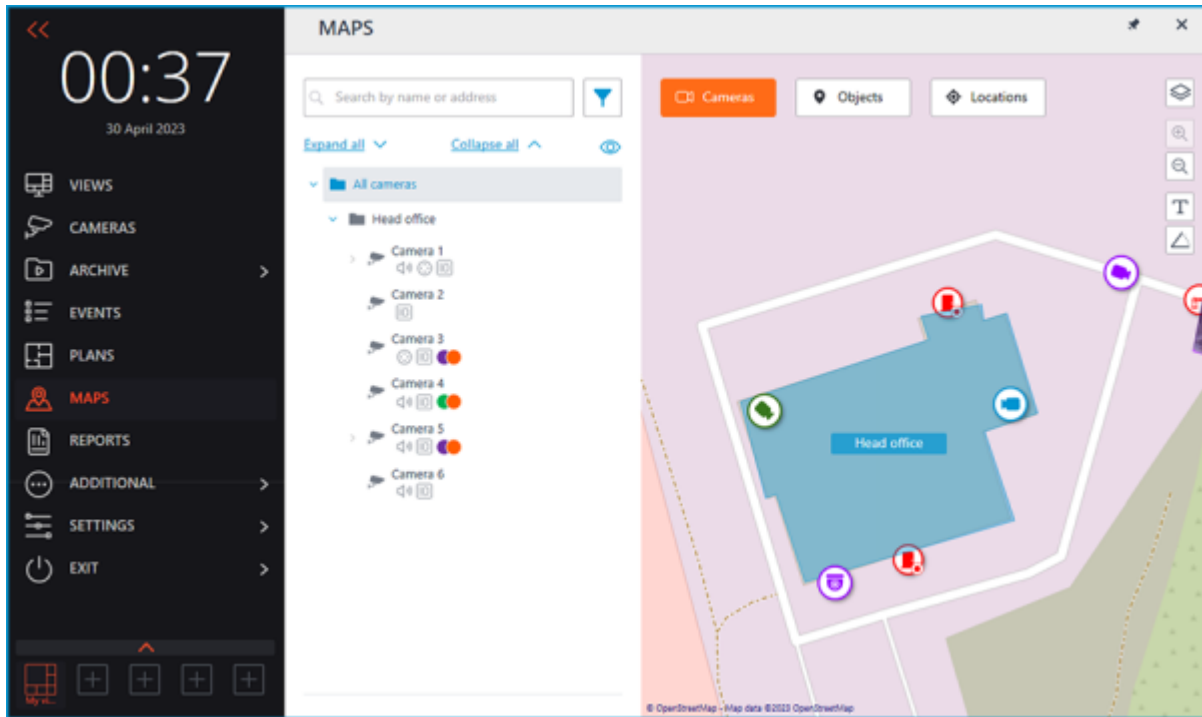 00:37
30 April 2023
VIEWS
CAMERAS
ARCHIVE
EVENTS
PLANS
MAPS
REPORTS
ADDITIONAL
SETTINGS
EXIT
My vi...
MAPS
Search by name or address
Expand all
Collapse all
All cameras
Head office
Camera 1
Camera 2
Camera 3
Camera 4
Camera 5
Camera 6
Cameras
Objects
Locations
T
Head office
© OpenStreetMap - Map data ©2023 OpenStreetMap